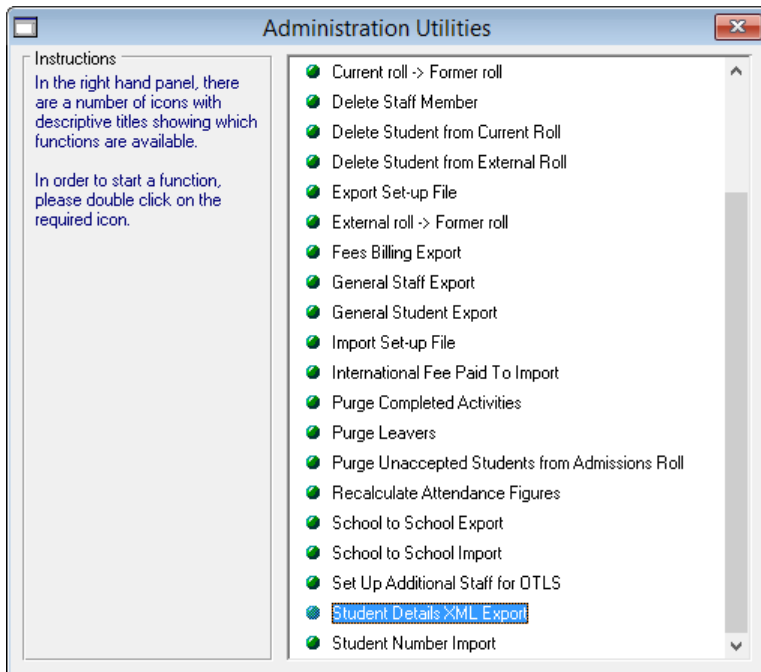 Administration Utilities
Instructions
In the right hand panel, there
are a number of icons with
descriptive titles showing which
functions are available.
In order to start a function,
please double click on the
required icon.
Current roll -> Former roll
Delete Staff Member
Delete Student from Current Roll
Delete Student from External Roll
Export Set-up File
External roll -> Former roll
Fees Billing Export
General Staff Export
General Student Export
Import Set-up File
International Fee Paid To Import
Purge Completed Activities
Purge Leavers
Purge Unaccepted Students from Admissions Roll
Recalculate Attendance Figures
School to School Export
School to School Import
Set Up Additional Staff for OTLS
Student Details XML Export
Student Number Import